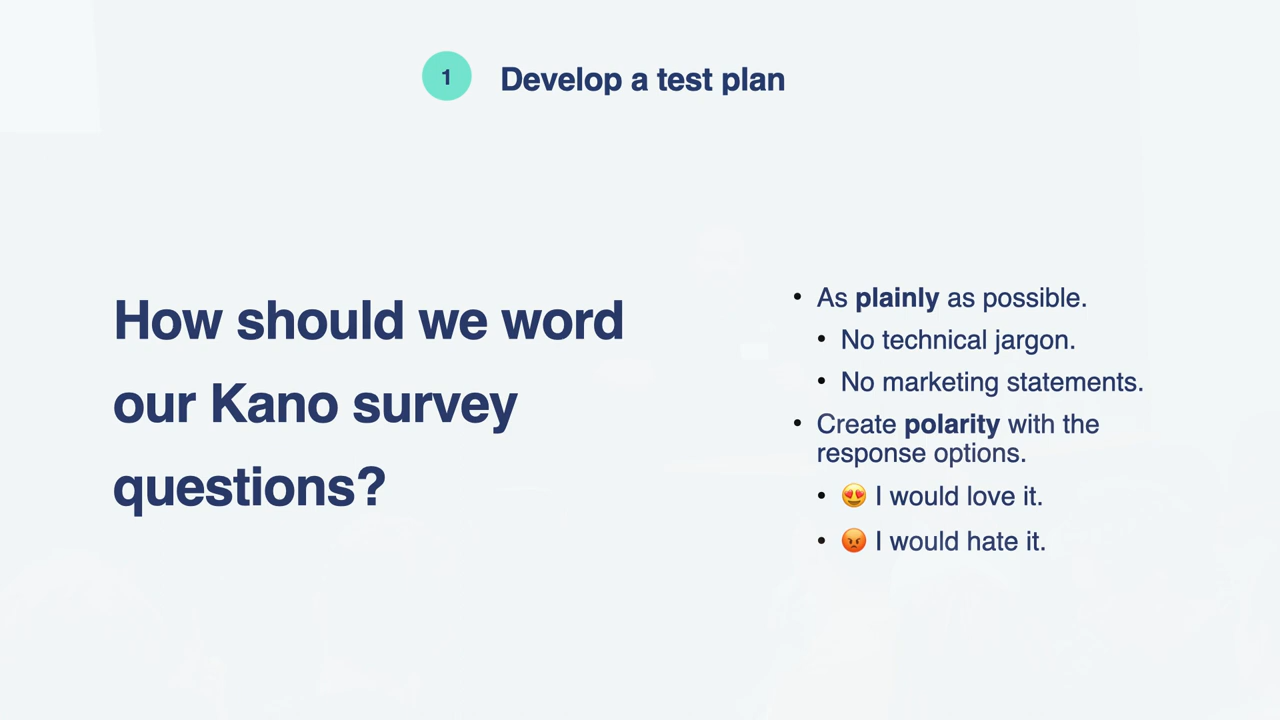 1
Develop a test plan
How should we word
our Kano survey
questions?
• As plainly as possible.
• No technical jargon.
• No marketing statements.
• Create polarity with the
response options.
• 😍 I would love it.
• 😡 I would hate it.